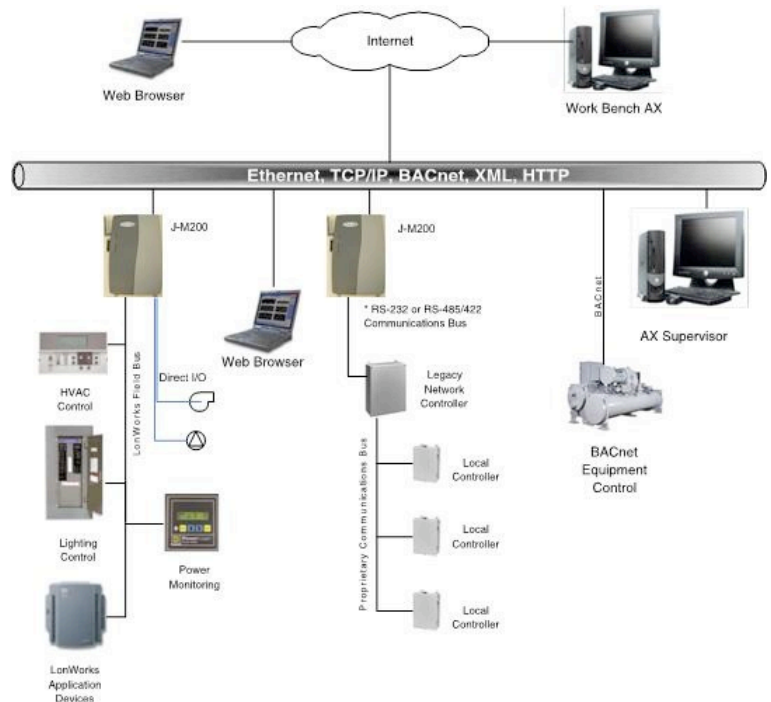 Internet
Web Browser
Work Bench AX
Ethernet, TCP/IP, BACnet, XML, HTTP
J-M200
J-M200
BACnet
* RS-232 or RS-485/422
Communications Bus
Web Browser
AX Supervisor
HVAC
Control
LonWorks Field Bus
Direct I/O
Legacy
Network
Controller
BACnet
Equipment
Control
Proprietary Communications Bus
Local
Controller
Lighting
Control
Power
Monitoring
Local
Controller
Local
Controller
LonWorks
Application
Devices